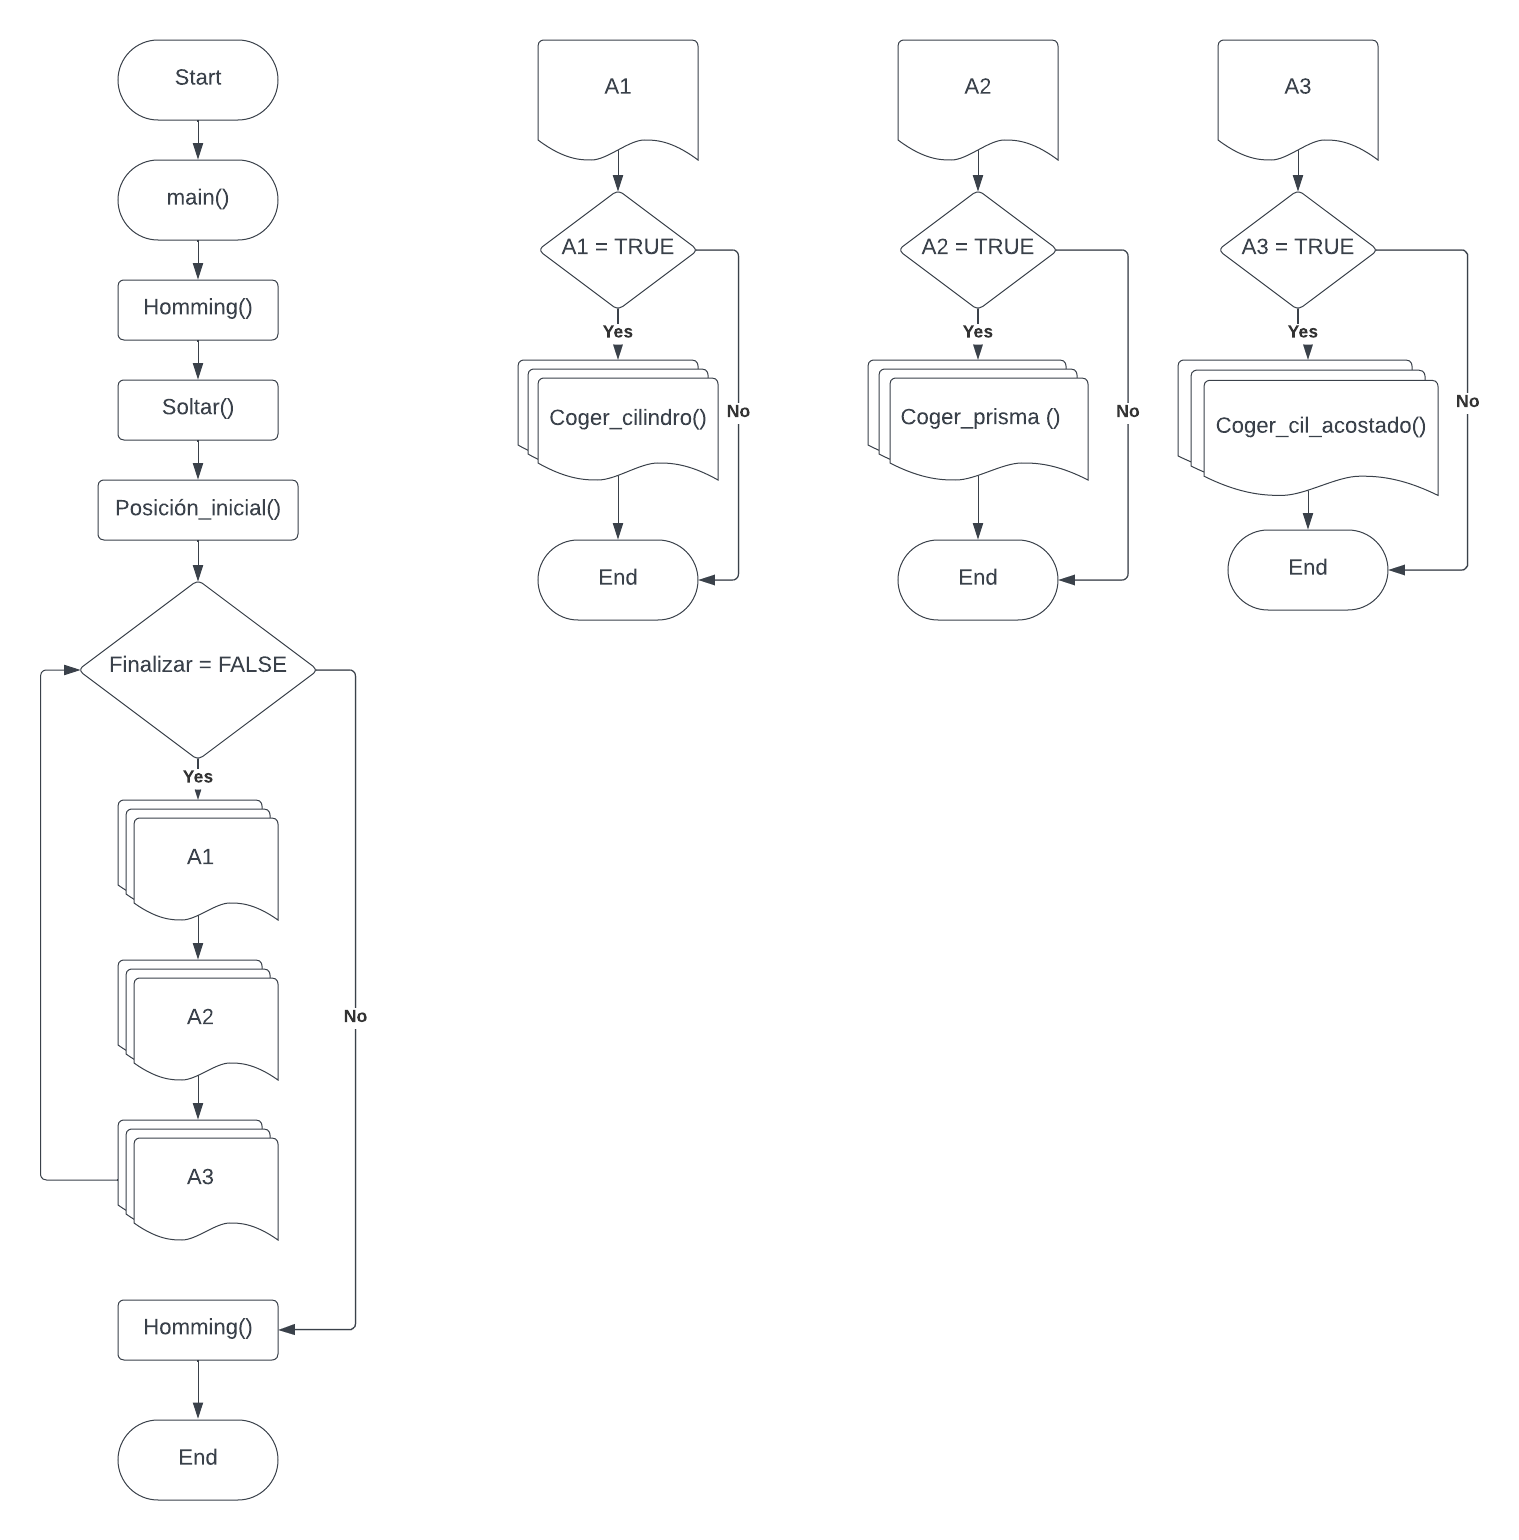 Start
main()
Homming()
Soltar()
Posición_inicial()
Finalizar = FALSE
Yes
No
A1
A2
A3
Homming()
End
A1
A1 = TRUE
Yes
No
Coger_cilindro()
End
A2
A2 = TRUE
Yes
No
Coger_prisma ()
End
A3
A3 = TRUE
Yes
No
Coger_cil_acostado()
End